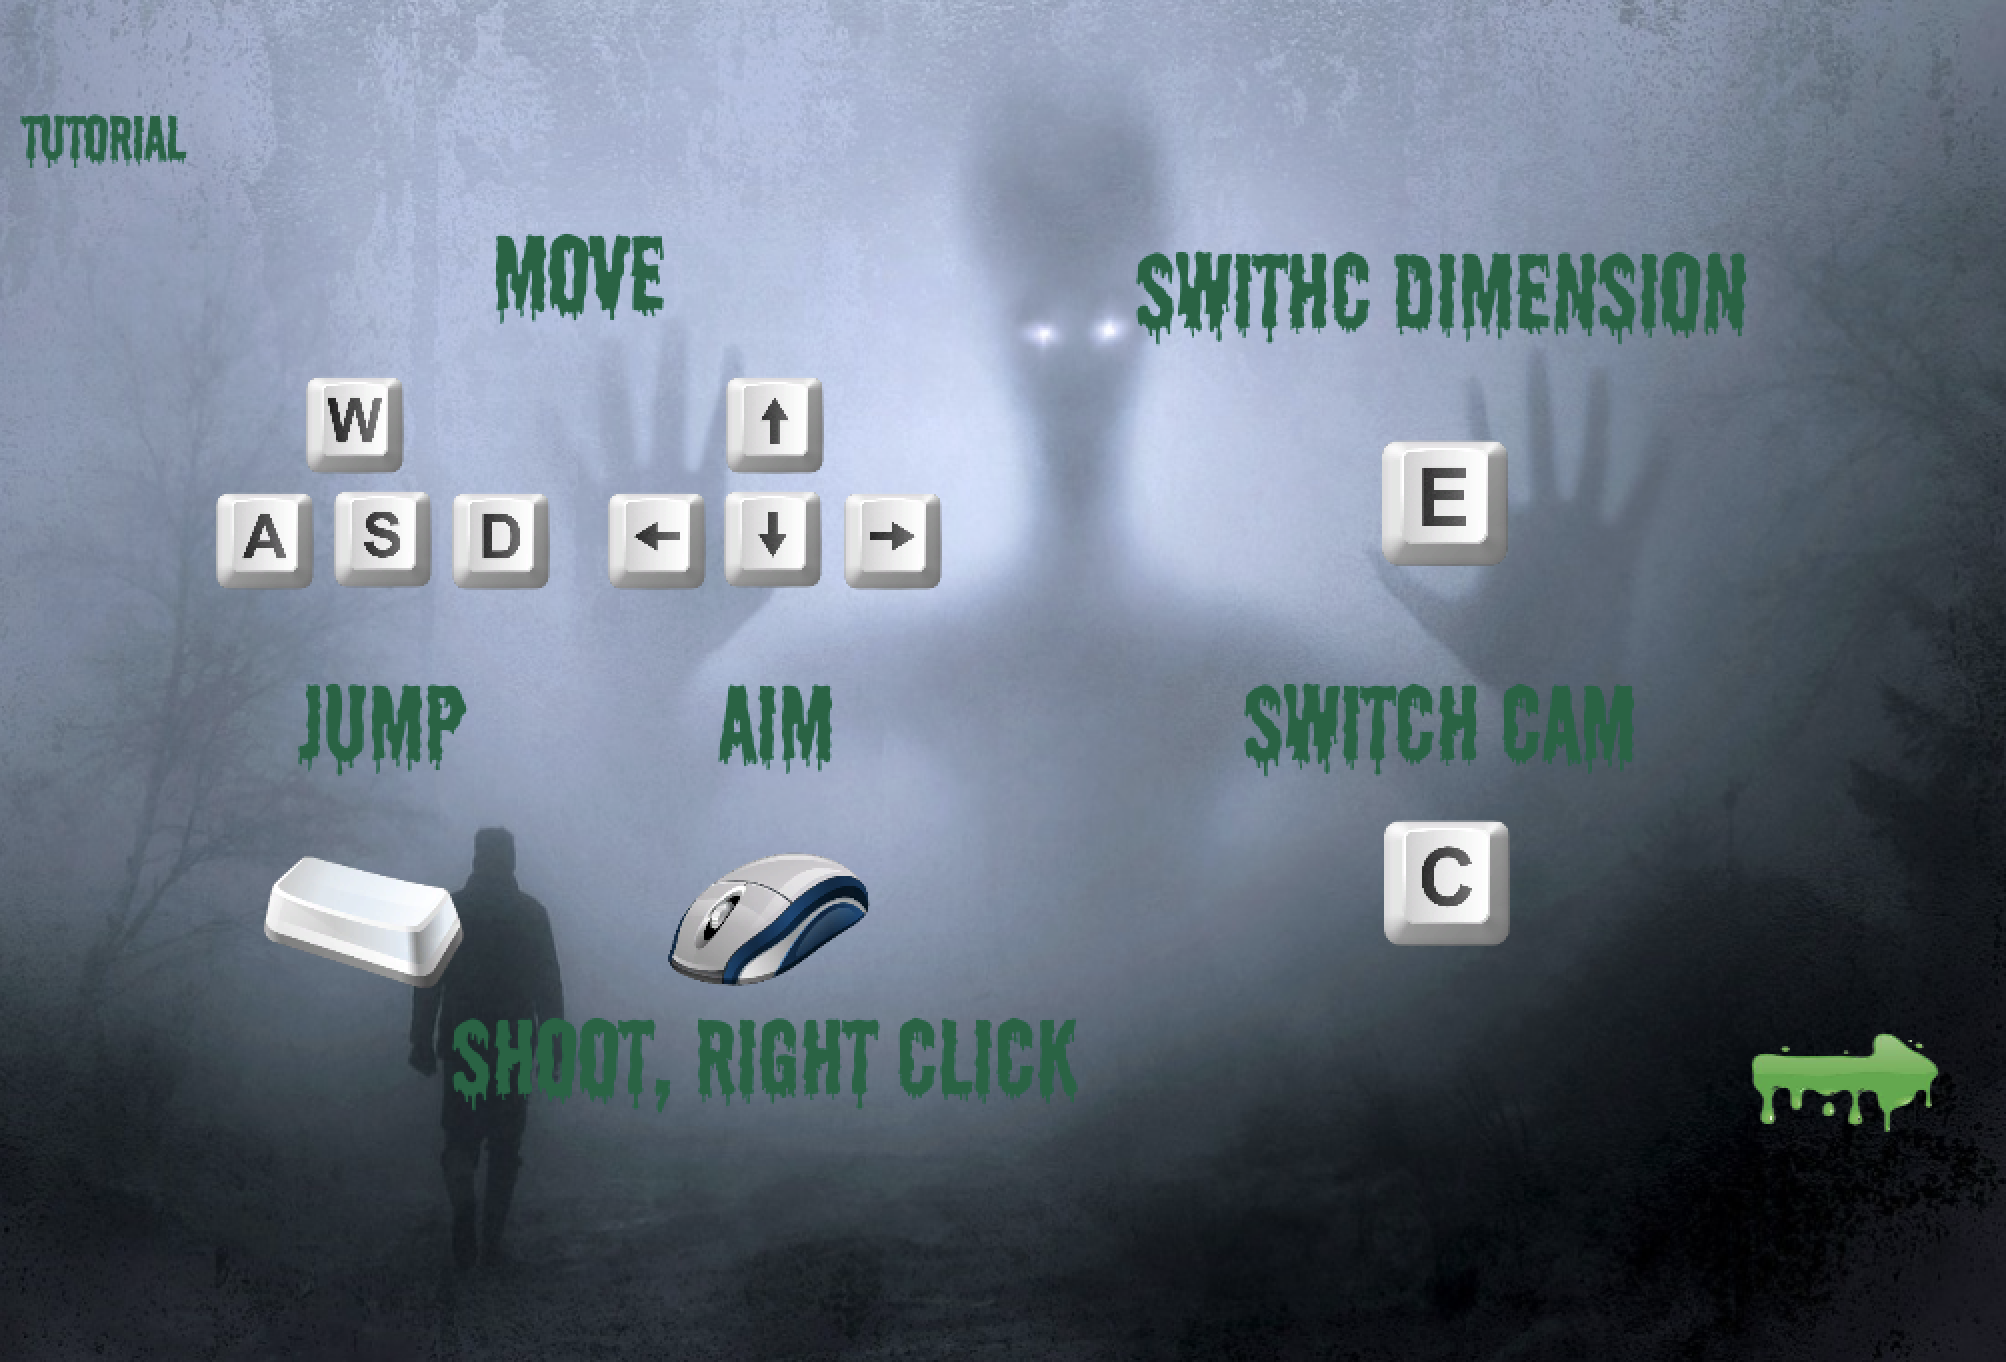 TUTORIAL
MOVE
SWITHC DIMENSION
W
A S D
E
JUMP
AIM
SWITCH CAM
C
SHOOT, RIGHT CLICK